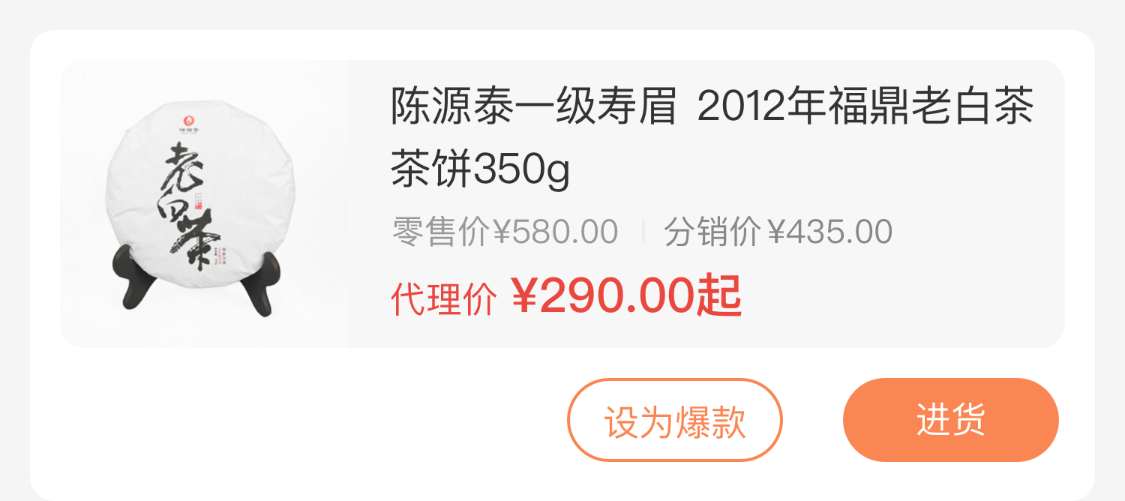 陈源泰一级寿眉 2012年福鼎老白茶
茶饼350g
零售价¥580.00 | 分销价¥435.00
代理价 ¥290.00起
老白茶
设为爆款
进货